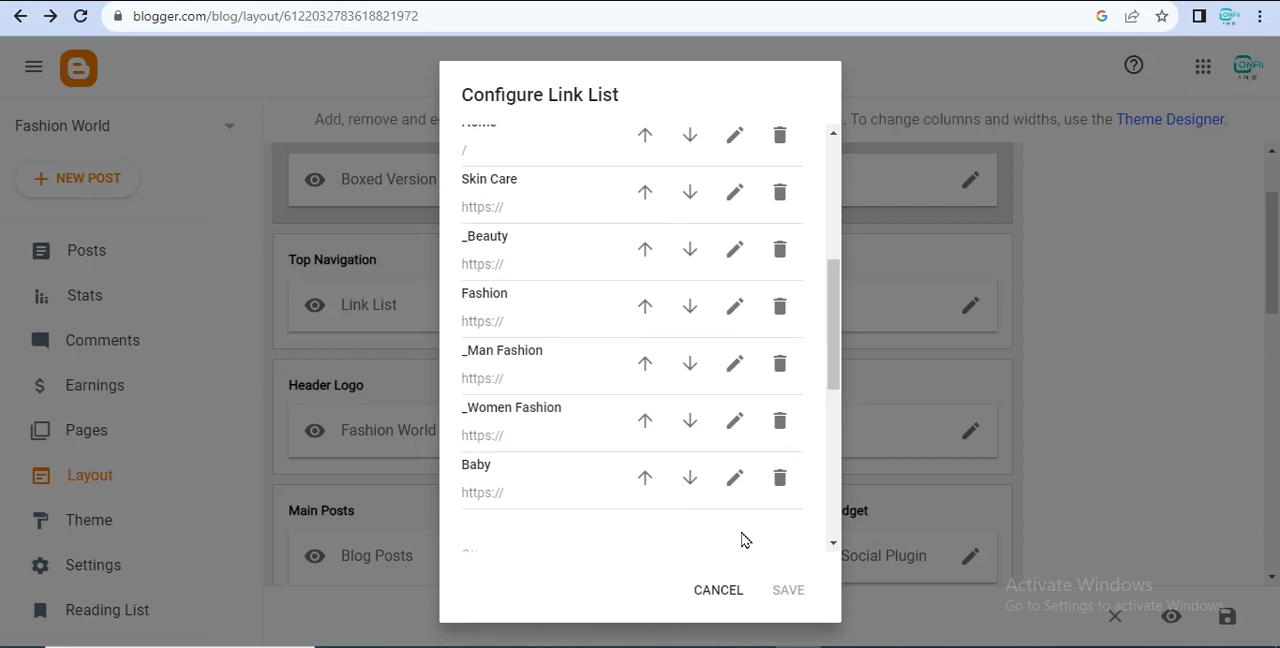 blogger.com/blog/layout/6122032783618821972
Fashion World
Add, remove and e
. To change columns and widths, use the Theme Designer.
NEW POST
Posts
Stats
Comments
Earnings
Pages
Layout
Theme
Settings
Reading List
Boxed Version
Top Navigation
Link List
Header Logo
Fashion World
Main Posts
Blog Posts
dget
Social Plugin
Configure Link List
Home
/
Skin Care
https://
_Beauty
https://
Fashion
https://
_Man Fashion
https://
_Women Fashion
https://
Baby
https://
CANCEL
SAVE
Activate Windows
Go to Settings to activate Windows.